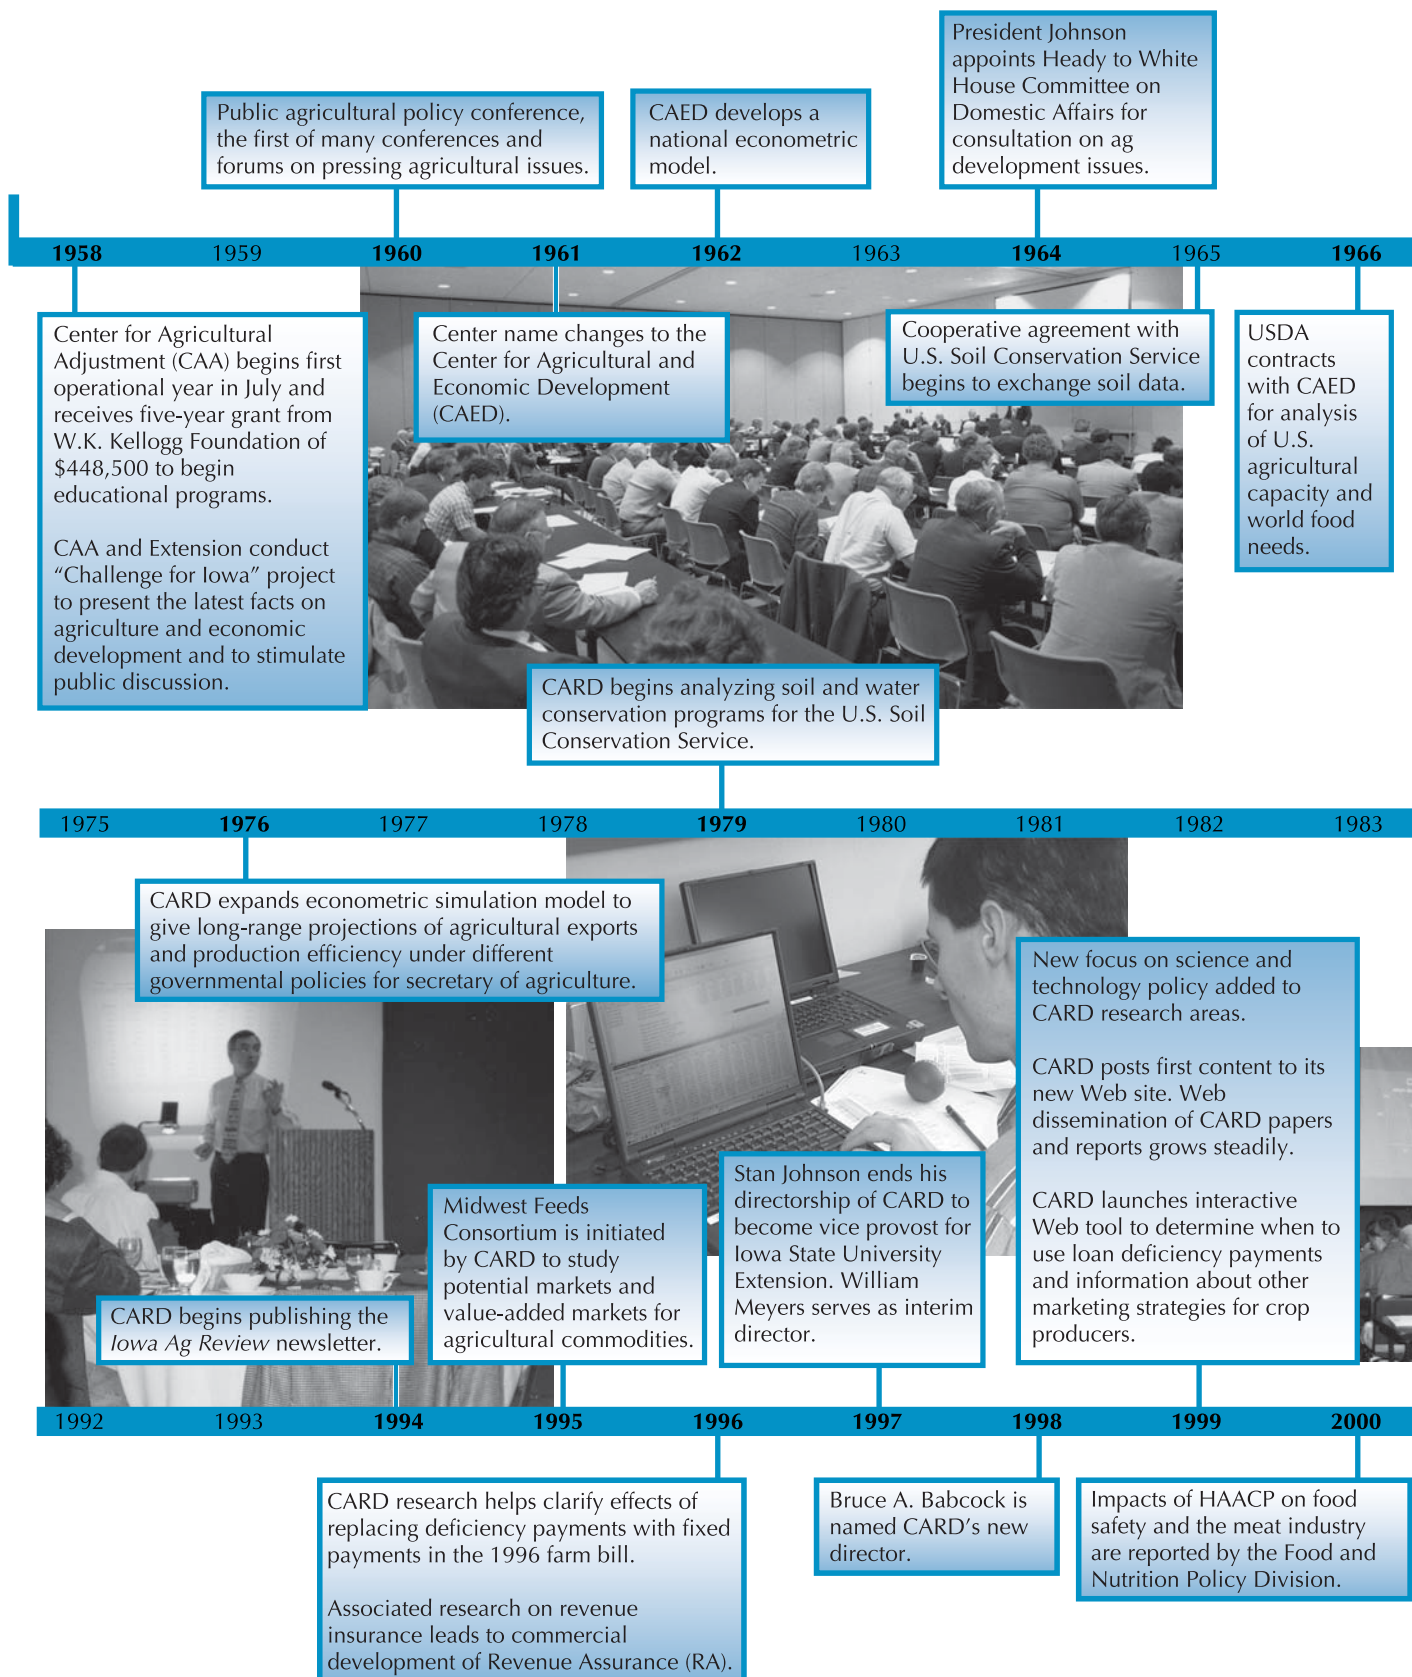 President Johnson
appoints Heady to White
House Committee on
Domestic Affairs for
consultation on ag
development issues.
Public agricultural policy conference,
the first of many conferences and
forums on pressing agricultural issues.
CAED develops a
national econometric
model.
1958 1959 1960 1961 1962 1963 1964 1965 1966
Center for Agricultural
Adjustment (CAA) begins first
operational year in July and
receives five-year grant from
W.K. Kellogg Foundation of
$448,500 to begin
educational programs.
CAA and Extension conduct
“Challenge for Iowa” project
to present the latest facts on
agriculture and economic
development and to stimulate
public discussion.
Center name changes to the
Center for Agricultural and
Economic Development
(CAED).
Cooperative agreement with
U.S. Soil Conservation Service
begins to exchange soil data.
USDA
contracts
with CAED
for analysis
of U.S.
agricultural
capacity and
world food
needs.
CARD begins analyzing soil and water
conservation programs for the U.S. Soil
Conservation Service.
1975 1976 1977 1978 1979 1980 1981 1982 1983
CARD expands econometric simulation model to
give long-range projections of agricultural exports
and production efficiency under different
governmental policies for secretary of agriculture.
CARD begins publishing the
Iowa Ag Review newsletter.
Midwest Feeds
Consortium is initiated
by CARD to study
potential markets and
value-added markets for
agricultural commodities.
Stan Johnson ends his
directorship of CARD to
become vice provost for
Iowa State University
Extension. William
Meyers serves as interim
director.
New focus on science and
technology policy added to
CARD research areas.
CARD posts first content to its
new Web site. Web
dissemination of CARD papers
and reports grows steadily.
CARD launches interactive
Web tool to determine when to
use loan deficiency payments
and information about other
marketing strategies for crop
producers.
1992 1993 1994 1995 1996 1997 1998 1999 2000
CARD research helps clarify effects of
replacing deficiency payments with fixed
payments in the 1996 farm bill.
Associated research on revenue
insurance leads to commercial
development of Revenue Assurance (RA).
Bruce A. Babcock is
named CARD’s new
director.
Impacts of HAACP on food
safety and the meat industry
are reported by the Food and
Nutrition Policy Division.